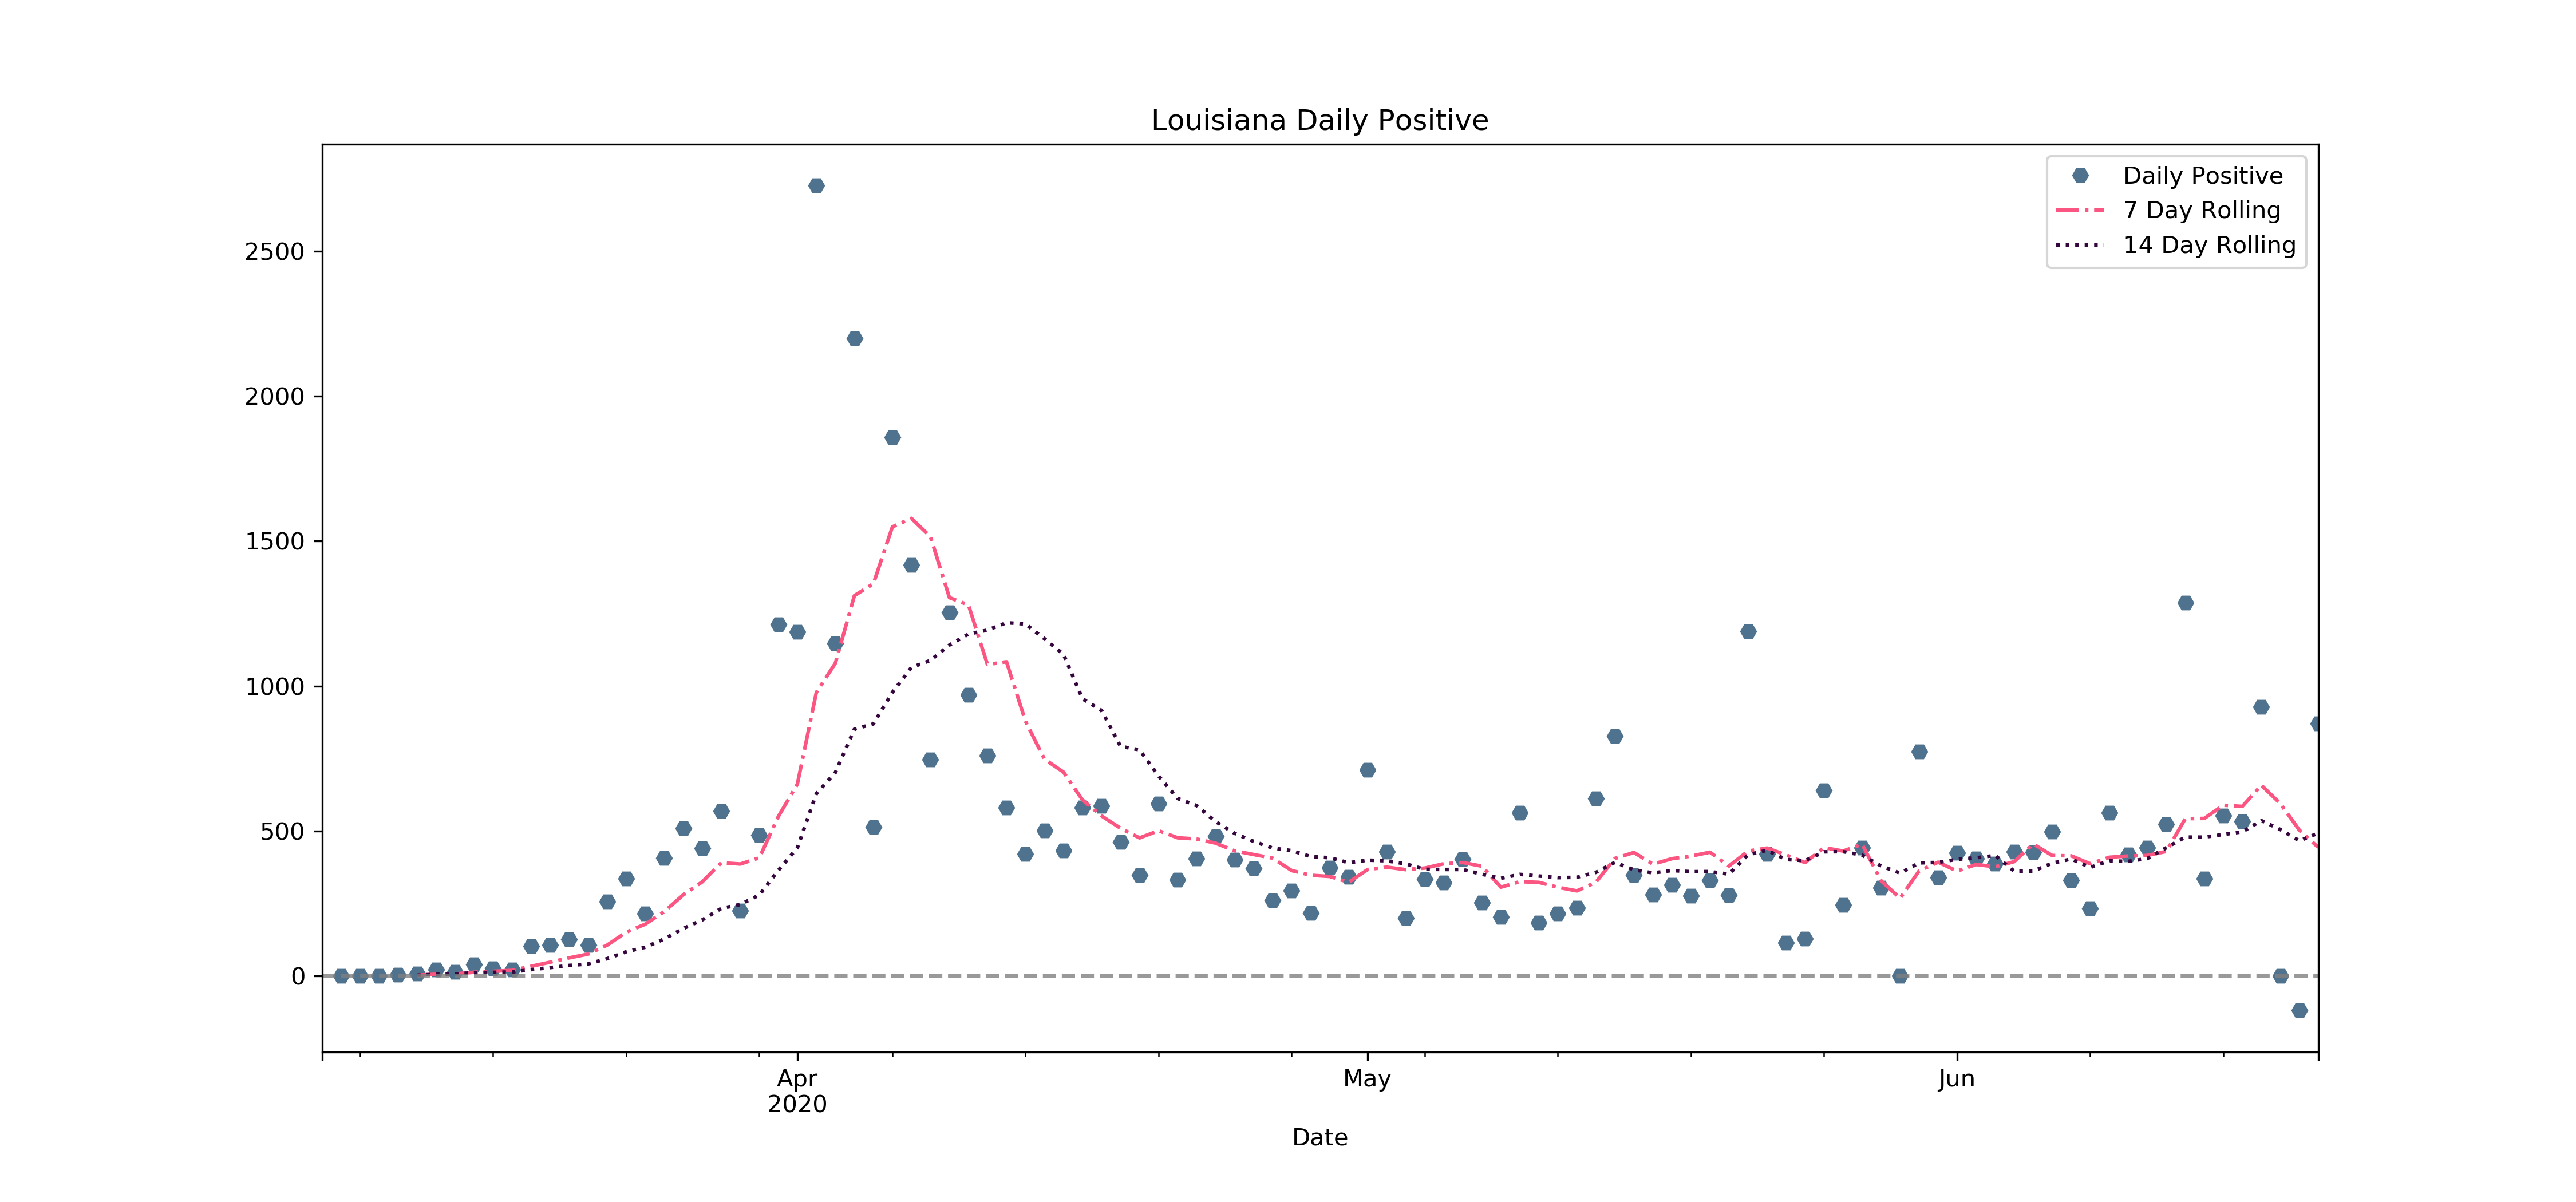 Louisiana Daily Positive
Daily Positive
7 Day Rolling
14 Day Rolling
2500
2000
1500
1000
500
0
Apr
2020
May
Jun
Date